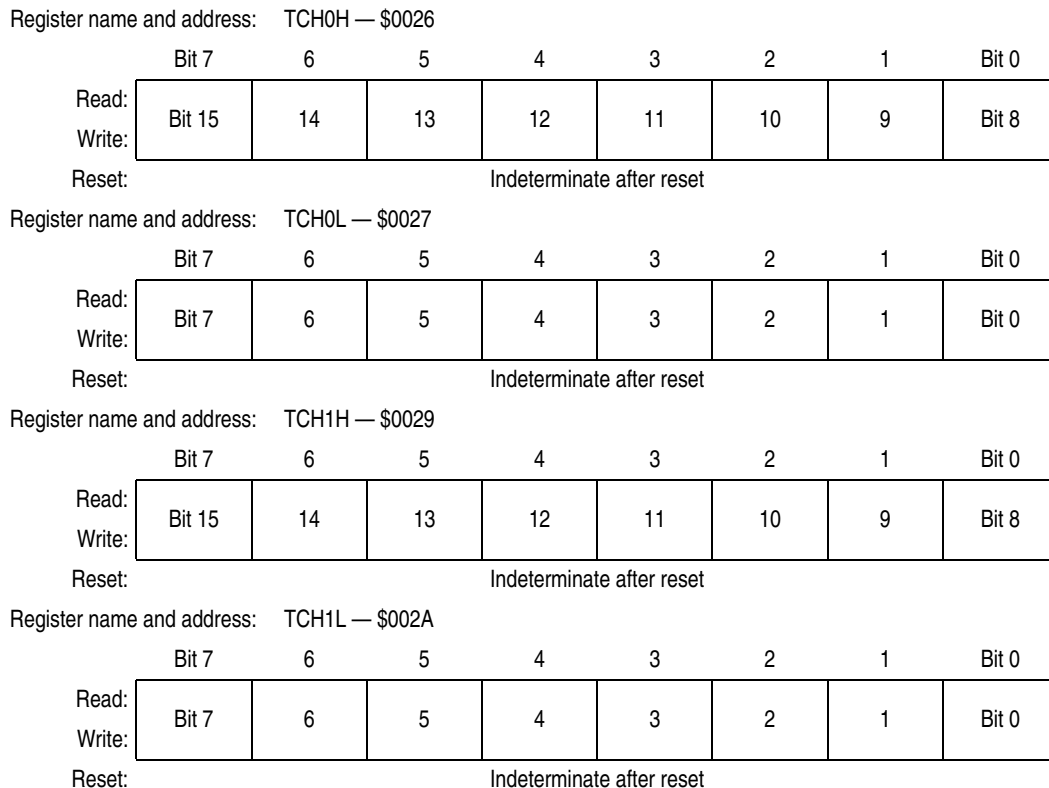 Register name and address: TCH0H — $0026
Bit 7 6 5 4 3 2 1 Bit 0
Read:
Bit 15 14 13 12 11 10 9 Bit 8
Write:
Reset: Indeterminate after reset
Register name and address: TCH0L — $0027
Bit 7 6 5 4 3 2 1 Bit 0
Read:
Bit 7 6 5 4 3 2 1 Bit 0
Write:
Reset: Indeterminate after reset
Register name and address: TCH1H — $0029
Bit 7 6 5 4 3 2 1 Bit 0
Read:
Bit 15 14 13 12 11 10 9 Bit 8
Write:
Reset: Indeterminate after reset
Register name and address: TCH1L — $002A
Bit 7 6 5 4 3 2 1 Bit 0
Read:
Bit 7 6 5 4 3 2 1 Bit 0
Write:
Reset: Indeterminate after reset